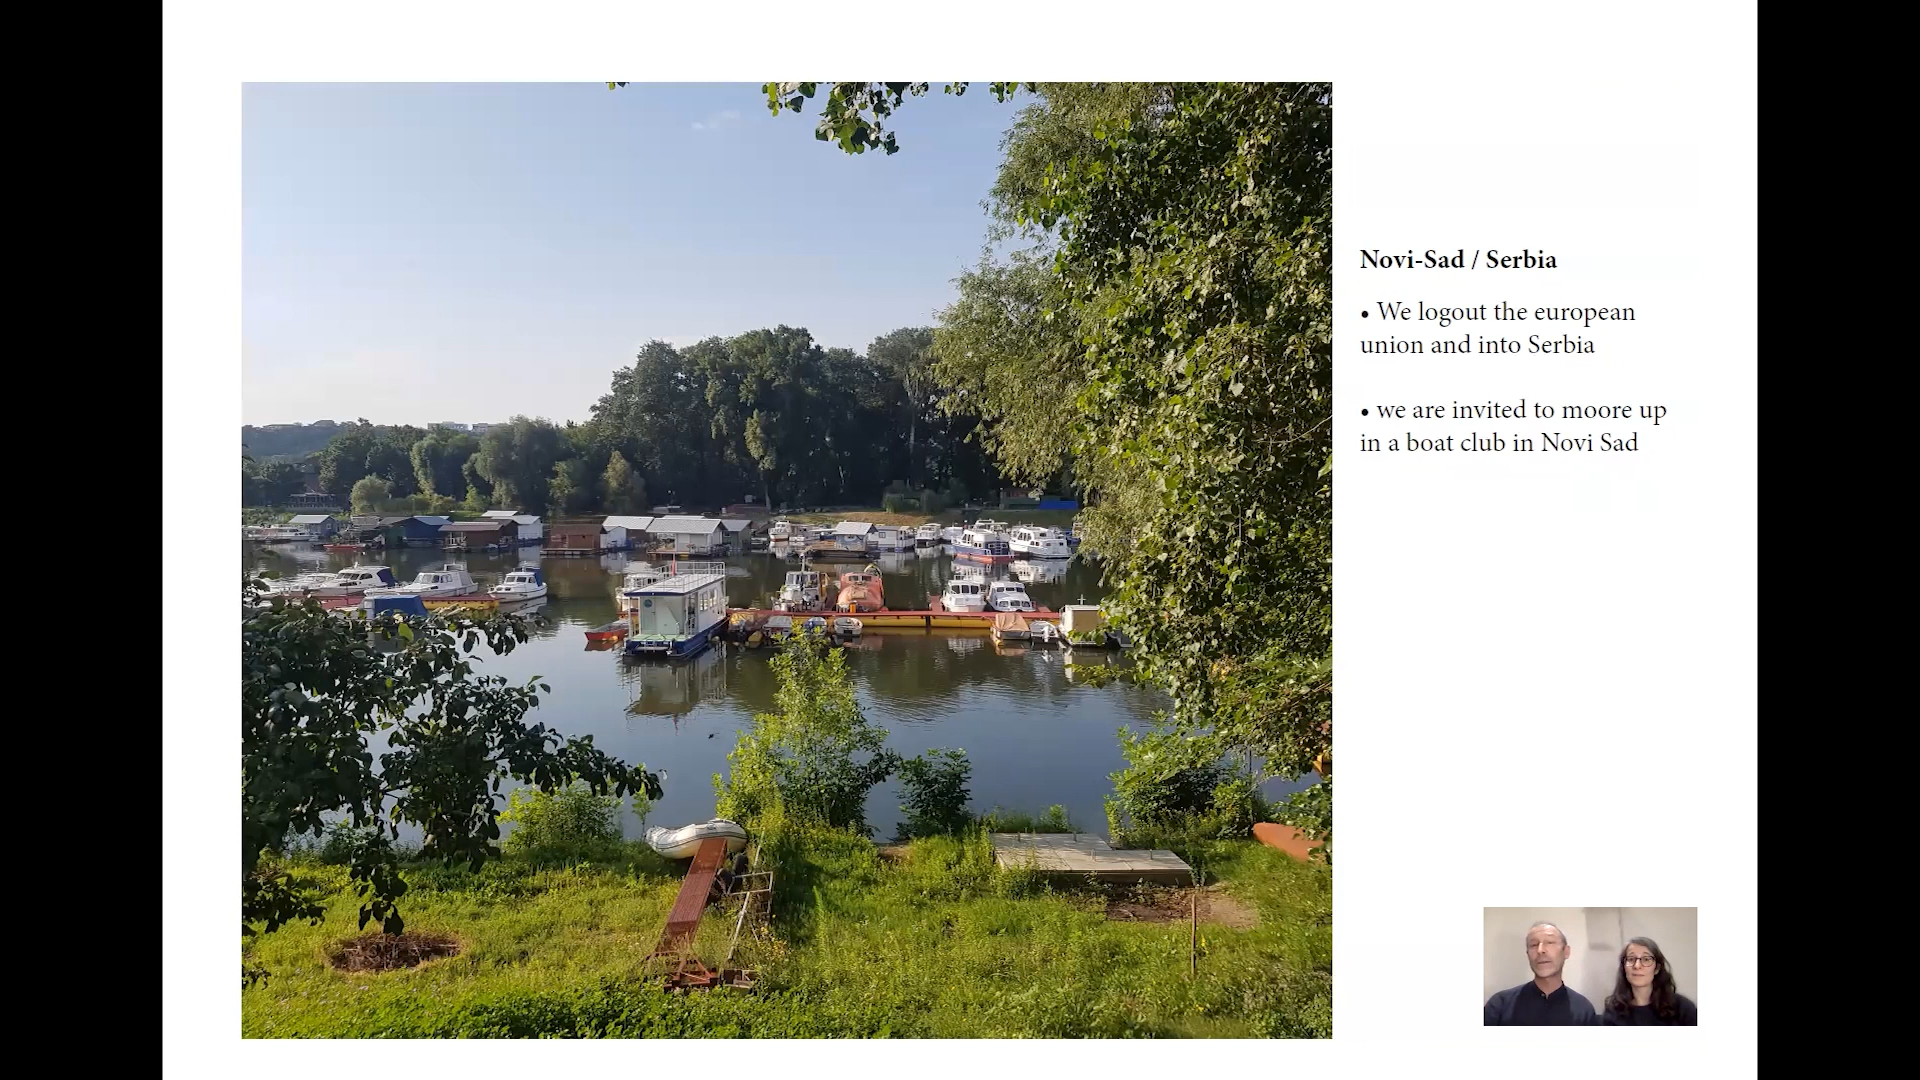 Novi-Sad / Serbia
• We logout the european
union and into Serbia
• we are invited to moore up
in a boat club in Novi Sad